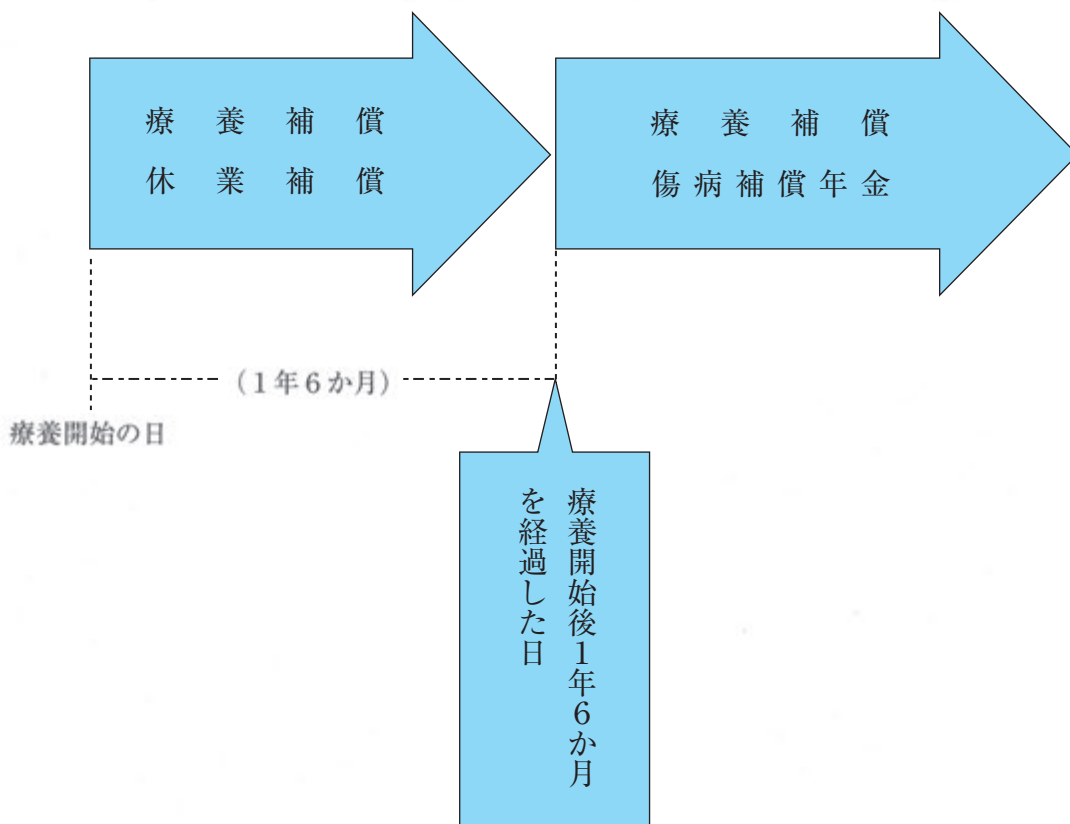 療養補償
休業補償
療養補償
傷病補償年金
（1年6か月）
療養開始の日
療養開始後1年6か月
を経過した日